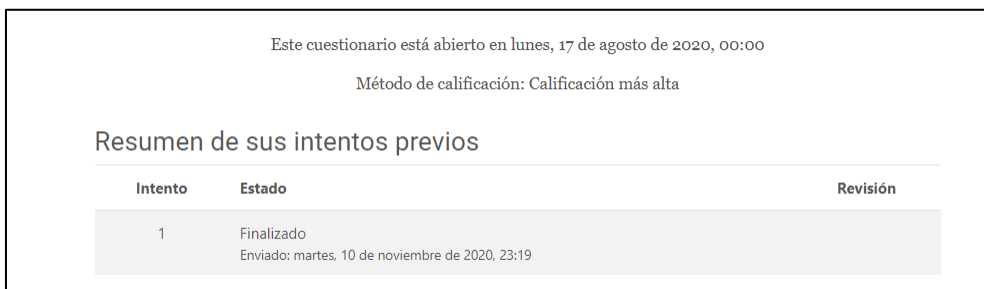 Este cuestionario está abierto en lunes, 17 de agosto de 2020, 00:00
Método de calificación: Calificación más alta
Resumen de sus intentos previos
Intento Estado Revisión
1 Finalizado
Enviado: martes, 10 de noviembre de 2020, 23:19